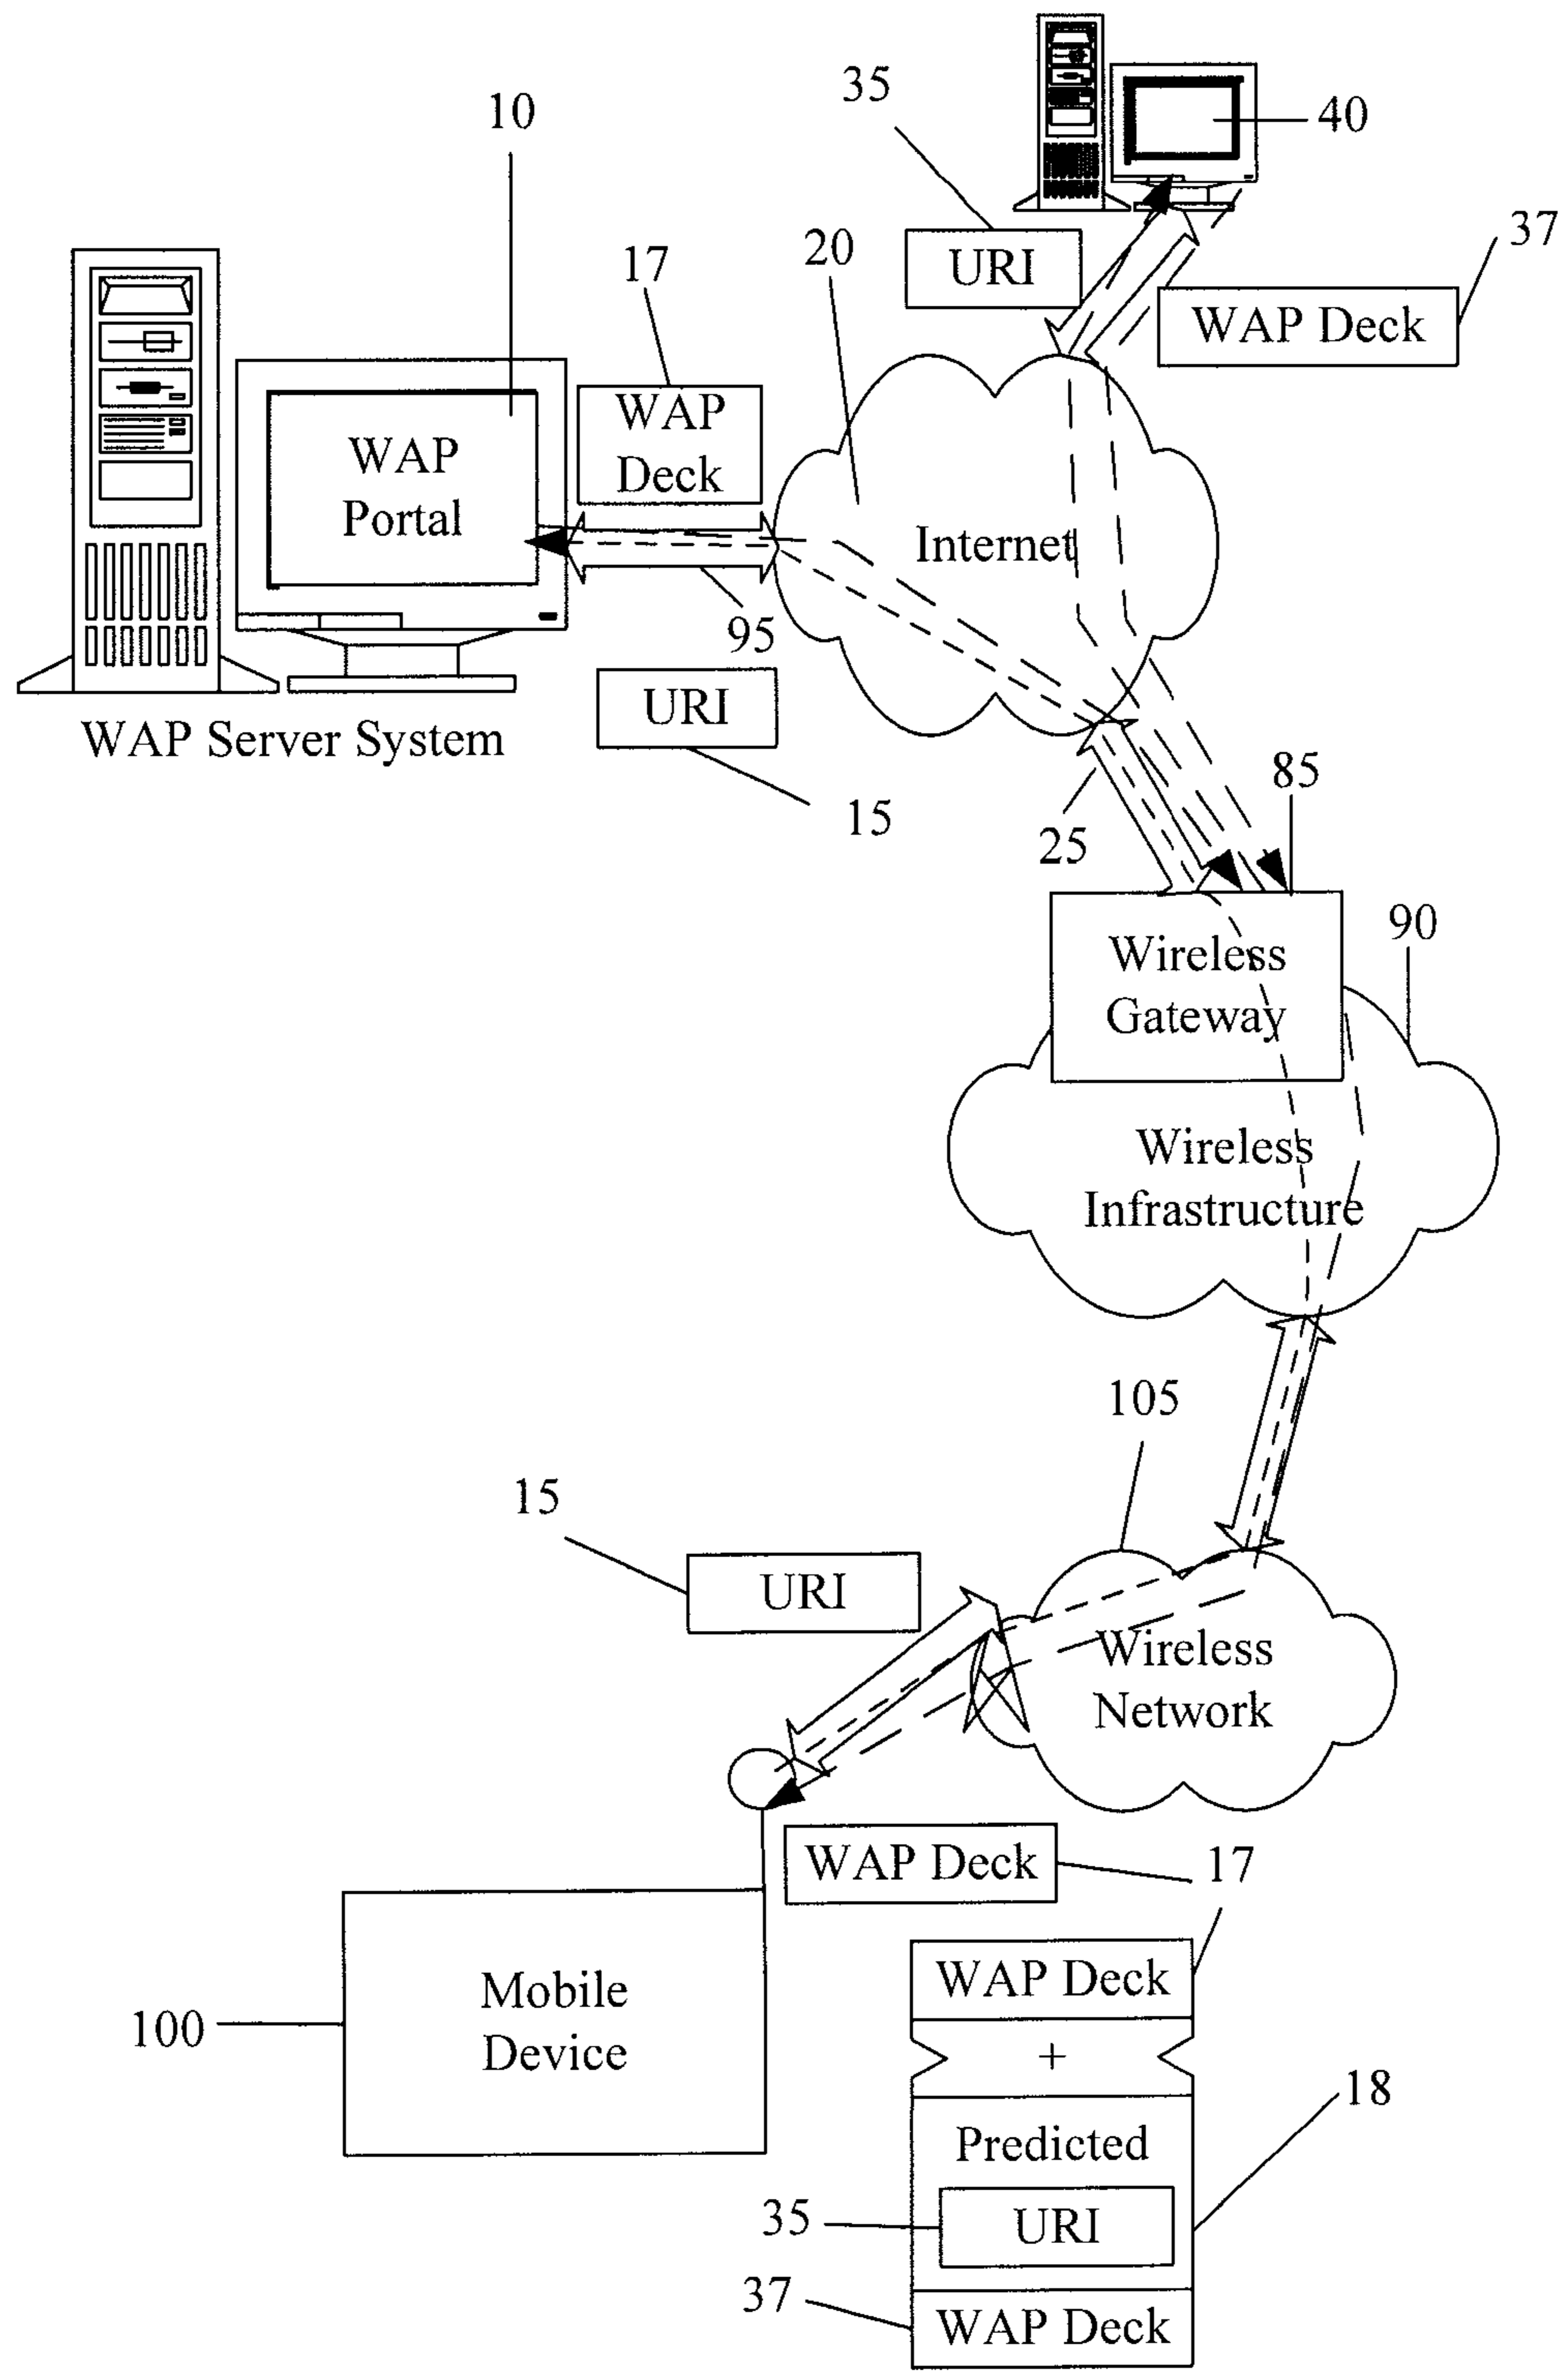 35
40
10
URI
37
17
20
WAP Deck
WAP
Deck
WAP
Portal
Internet
95
URI
WAP Server System
15
85
25
90
Wireless
Gateway
Wireless
Infrastructure
105
15
URI
Wireless
Network
WAP Deck
17
WAP Deck
Mobile
Device
100
+
18
Predicted
35
URI
37
WAP Deck